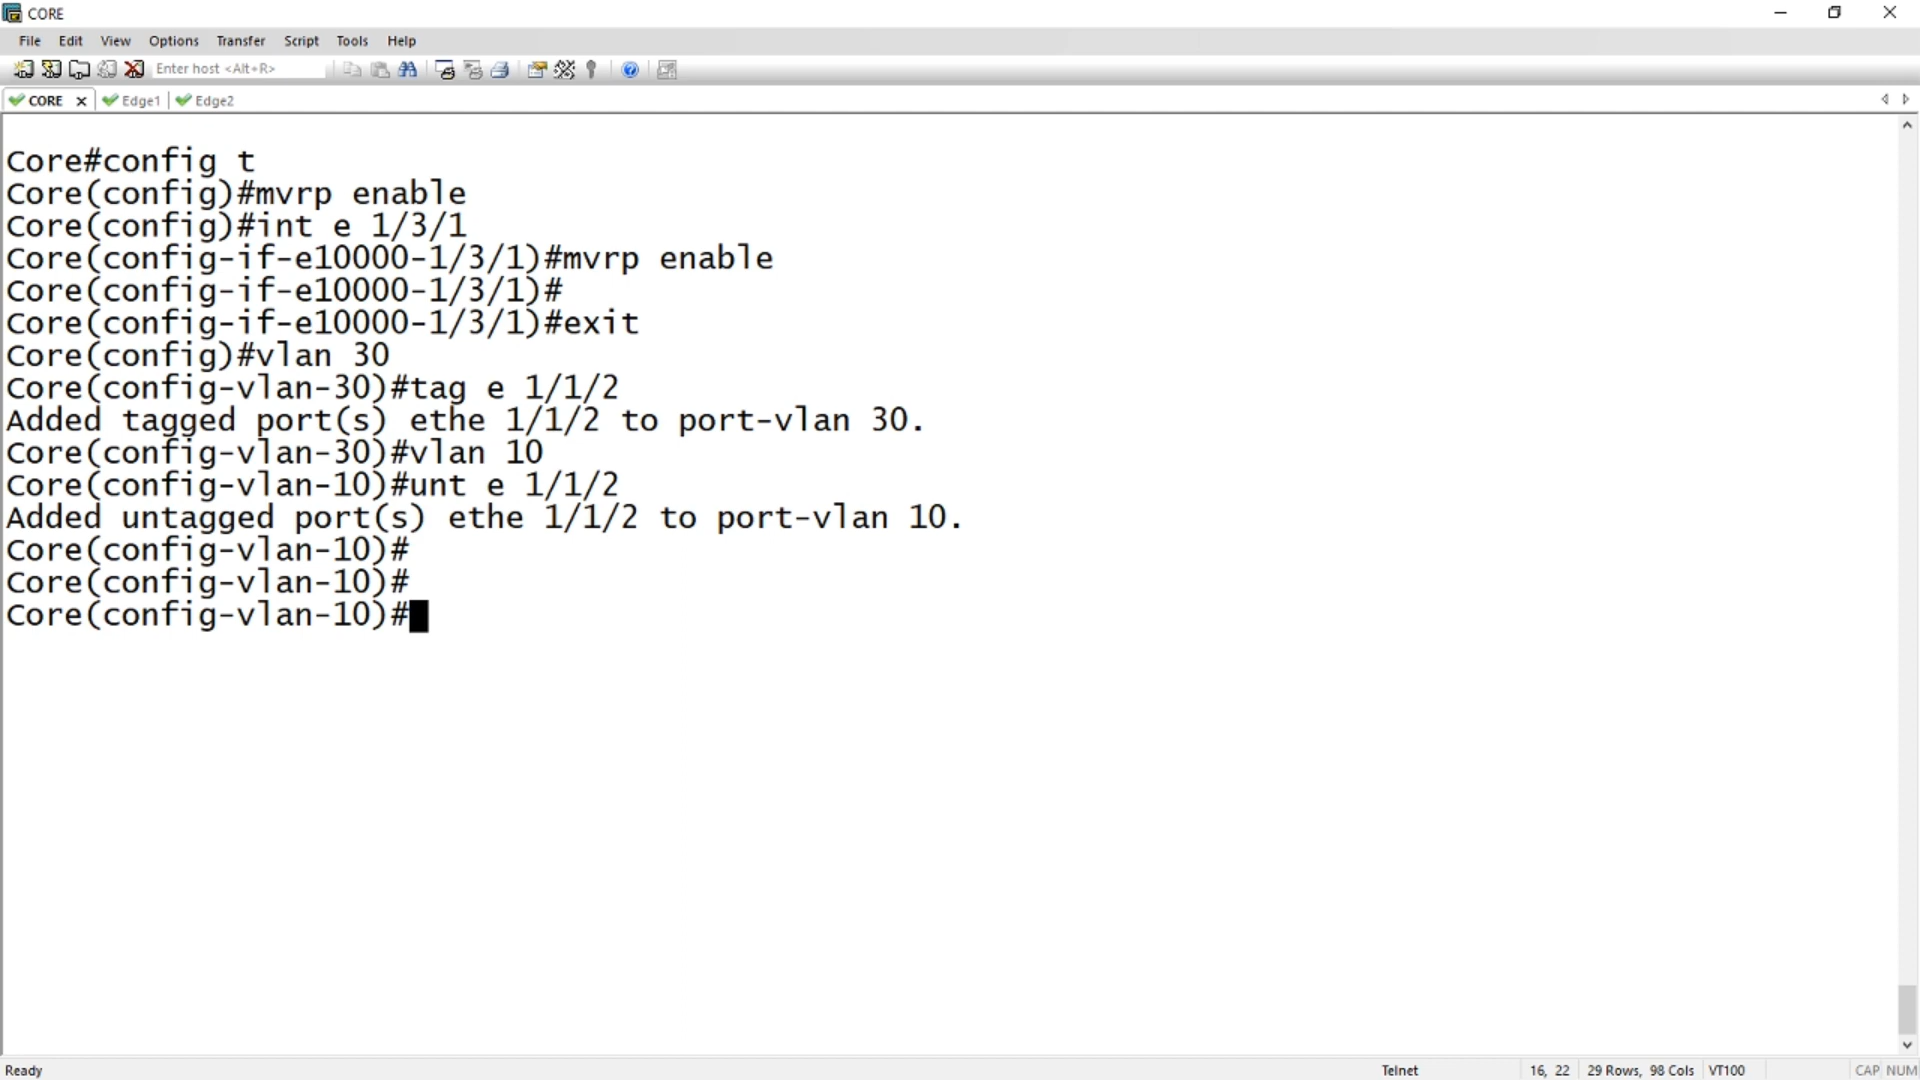 CORE
File Edit View Options Transfer Script Tools Help
Enter host <Alt+R>
CORE Edge1 Edge2
Core#config t
Core(config)#mvrp enable
Core(config)#int e 1/3/1
Core(config-if-e10000-1/3/1)#mvrp enable
Core(config-if-e10000-1/3/1)#
Core(config-if-e10000-1/3/1)#exit
Core(config)#vlan 30
Core(config-vlan-30)#tag e 1/1/2
Added tagged port(s) ethe 1/1/2 to port-vlan 30.
Core(config-vlan-30)#vlan 10
Core(config-vlan-10)#unt e 1/1/2
Added untagged port(s) ethe 1/1/2 to port-vlan 10.
Core(config-vlan-10)#
Core(config-vlan-10)#
Core(config-vlan-10)#
Ready Telnet 16, 22 29 Rows, 98 Cols VT100 CAP NUM